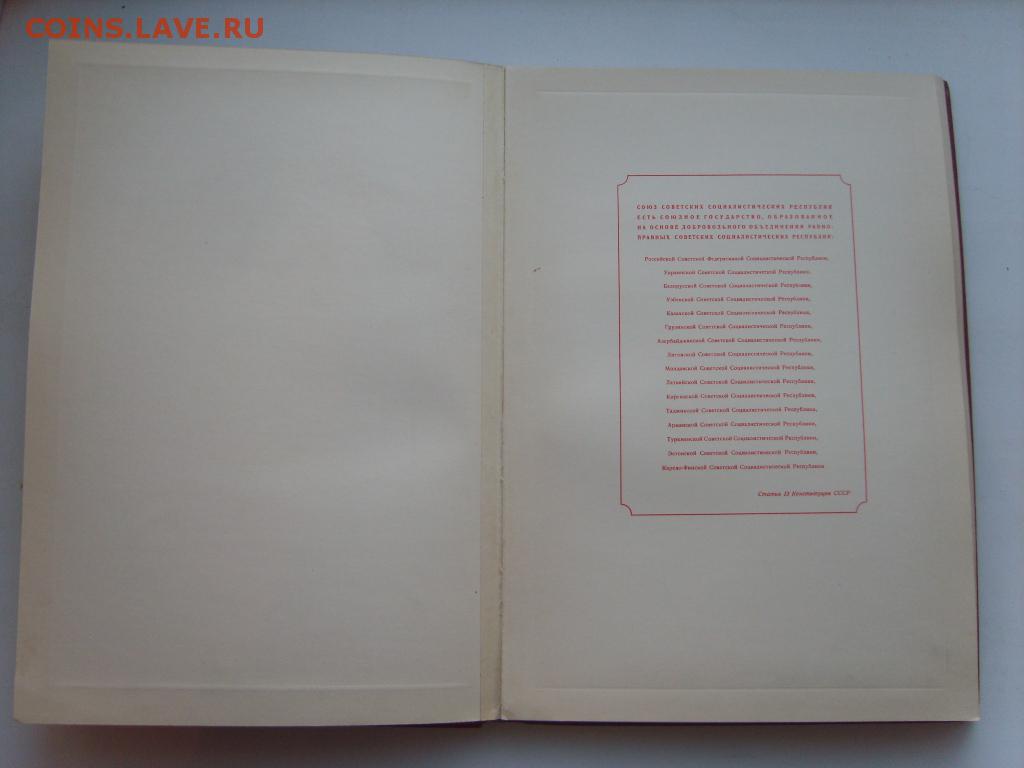 COINS.LAVE.RU
СОЮЗ СОВЕТСКИХ СОЦИАЛИСТИЧЕСКИХ РЕСПУБЛИК
ЕСТЬ СОЮЗНОЕ ГОСУДАРСТВО, ОБРАЗОВАННОЕ
НА ОСНОВЕ ДОБРОВОЛЬНОГО ОБЪЕДИНЕНИЯ РАВНО-
ПРАВНЫХ СОВЕТСКИХ СОЦИАЛИСТИЧЕСКИХ РЕСПУБЛИК:
Российской Советской Федеративной Социалистической Республики,
Украинской Советской Социалистической Республики,
Белорусской Советской Социалистической Республики,
Узбекской Советской Социалистической Республики,
Казахской Советской Социалистической Республики,
Грузинской Советской Социалистической Республики,
Азербайджанской Советской Социалистической Республики,
Литовской Советской Социалистической Республики,
Молдавской Советской Социалистической Республики,
Латвийской Советской Социалистической Республики,
Киргизской Советской Социалистической Республики,
Таджикской Советской Социалистической Республики,
Армянской Советской Социалистической Республики,
Туркменской Советской Социалистической Республики,
Эстонской Советской Социалистической Республики,
Карело-Финской Советской Социалистической Республики
Статья 13 Конституции СССР